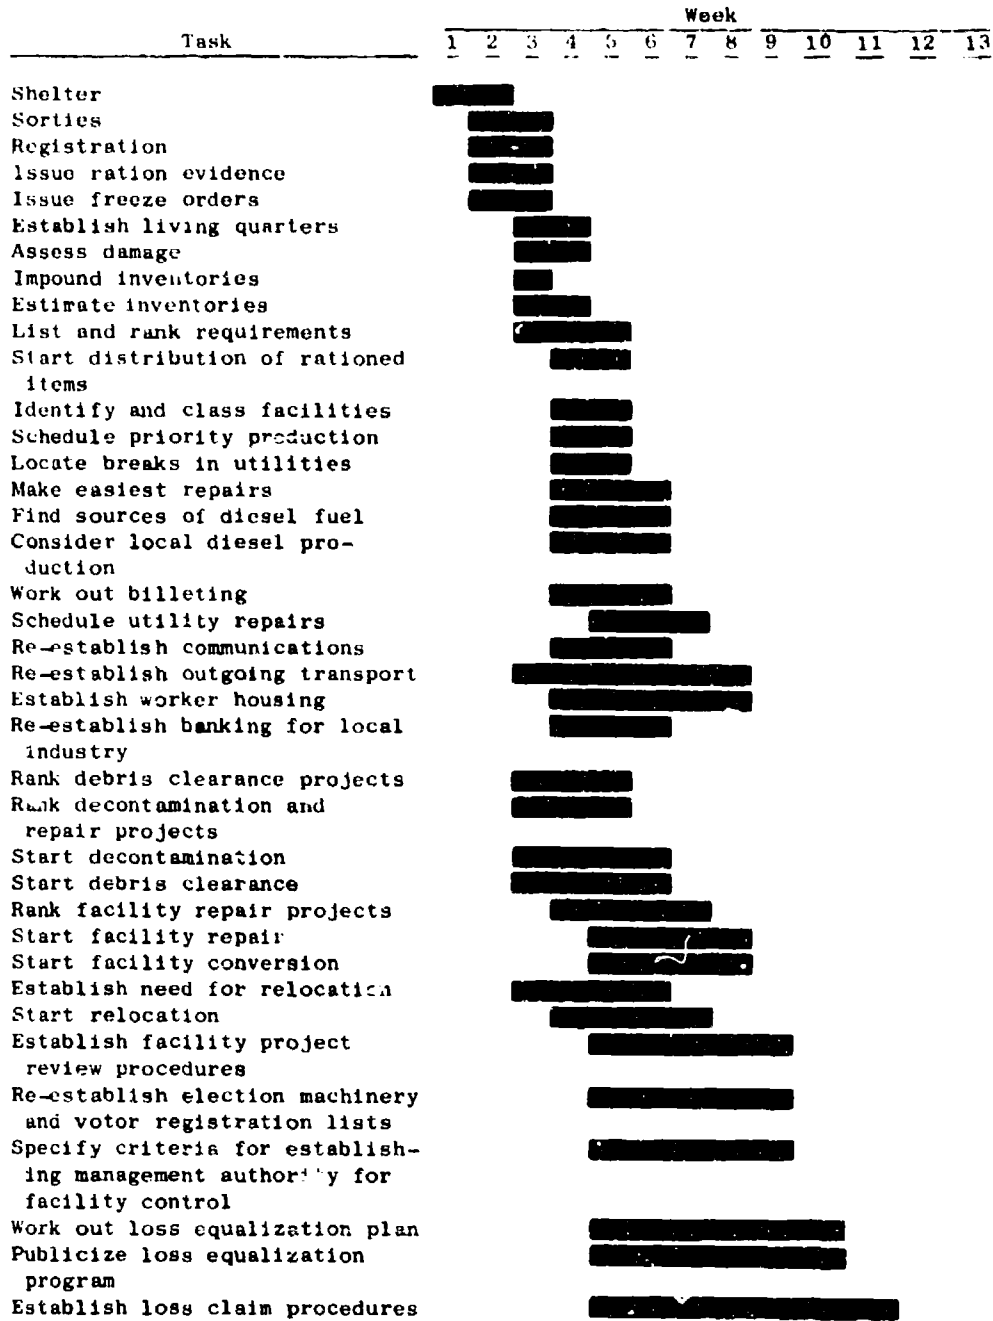 Week
Task 1 2 3 4 5 6 7 8 9 10 11 12 13
Shelter
Sorties
Registration
Issue ration evidence
Issue freeze orders
Establish living quarters
Assess damage
Impound inventories
Estimate inventories
List and rank requirements
Start distribution of rationed
items
Identify and class facilities
Schedule priority production
Locate breaks in utilities
Make easiest repairs
Find sources of diesel fuel
Consider local diesel pro-
duction
Work out billeting
Schedule utility repairs
Re-establish communications
Re-establish outgoing transport
Establish worker housing
Re-establish banking for local
industry
Rank debris clearance projects
Rank decontamination and
repair projects
Start decontamination
Start debris clearance
Rank facility repair projects
Start facility repair
Start facility conversion
Establish need for relocation
Start relocation
Establish facility project
review procedures
Re-establish election machinery
and votor registration lists
Specify criteria for establish-
ing management authority for
facility control
Work out loss equalization plan
Publicize loss equalization
program
Establish loss claim procedures